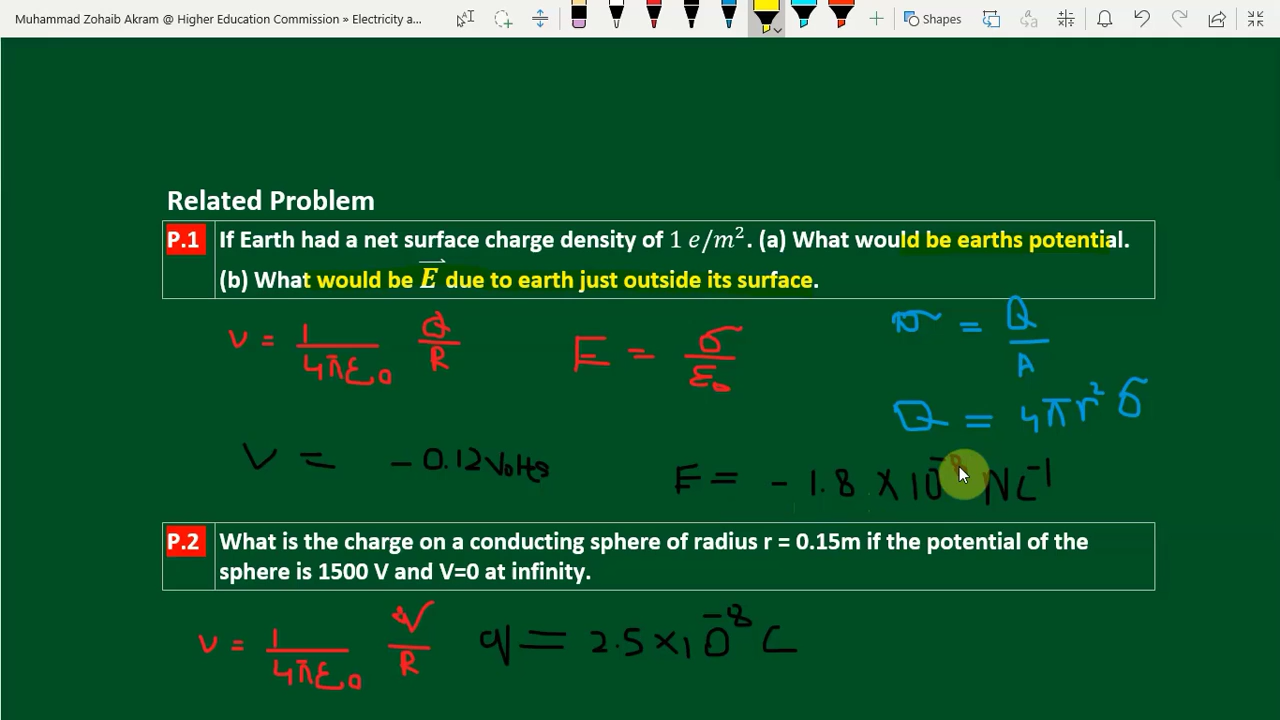 Muhammad Zohaib Akram @ Higher Education Commission » Electricity a...
Shapes
Related Problem
P.1 If Earth had a net surface charge density of 1 e/m². (a) What would be earths potential.
(b) What would be E⃗ due to earth just outside its surface.
V = 1/4πε₀ Q/R
E = σ/ε₀
σ = Q/A
Q = 4πr²σ
V = -0.12 Volts
E = -1.8 × 10⁻⁸ NC⁻¹
P.2 What is the charge on a conducting sphere of radius r = 0.15m if the potential of the
sphere is 1500 V and V=0 at infinity.
V = 1/4πε₀ q/R
q = 2.5×10⁻⁸ C